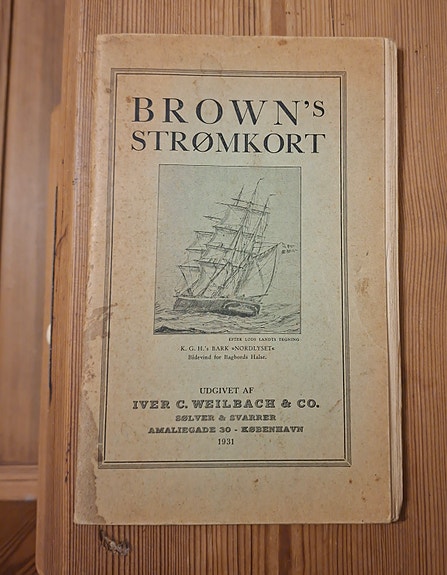 BROWN's
STRØMKORT
EFTER LODS LANDTS TEGNING
K. G. H.'s BARK »NORDLYSET«
Bidevind for Bagbords Halse.
UDGIVET AF
IVER C. WEILBACH & CO.
SØLVER & SVARRER
AMALIEGADE 30 - KØBENHAVN
1931